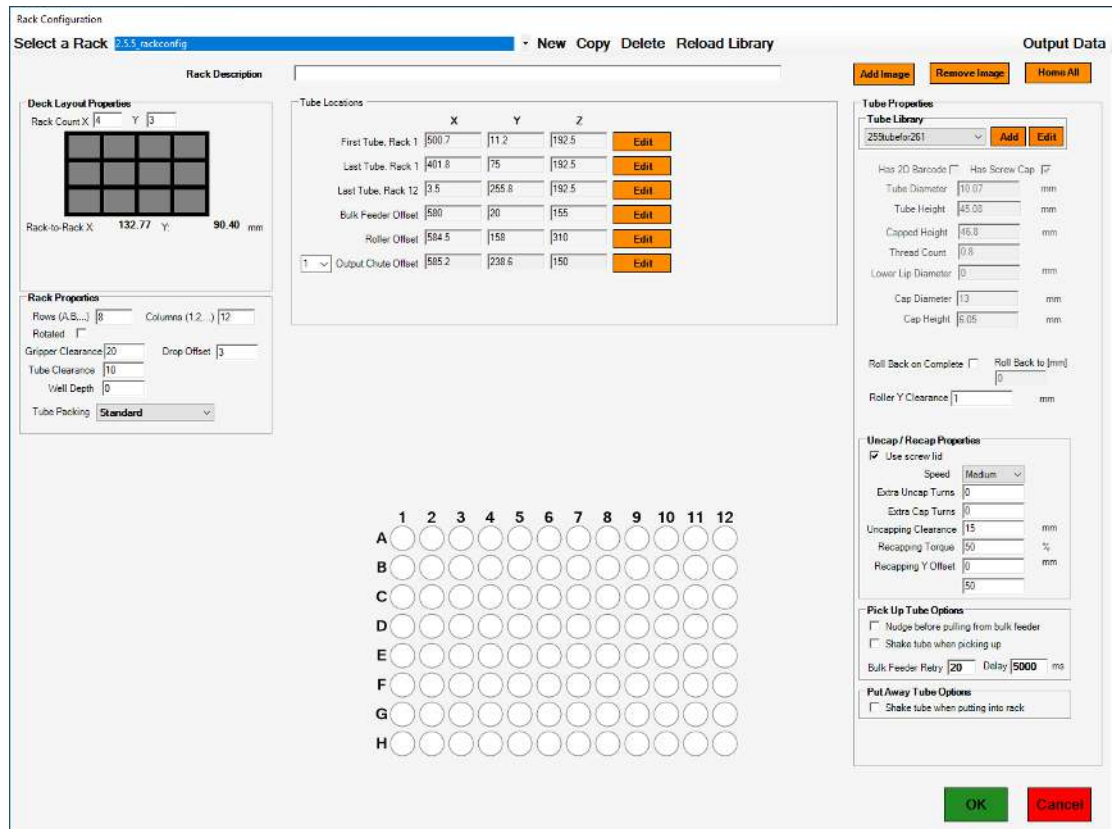 Rack Configuration
Select a Rack 2.5.5_rackconfig New Copy Delete Reload Library Output Data
Rack Description Add Image Remove Image Home All
Deck Layout Properties
Rack Count X 4 Y 3
Rack-to-Rack X: 132.77 Y: 90.40 mm
Rack Properties
Rows (A,B,...) 8 Columns (1,2,...) 12
Rotated
Gripper Clearance 20 Drop Offset 3
Tube Clearance 10
Well Depth 0
Tube Packing Standard
Tube Locations
X Y Z
First Tube, Rack 1 500.7 11.2 192.5 Edit
Last Tube, Rack 1 401.8 75 192.5 Edit
Last Tube, Rack 12 3.5 255.8 192.5 Edit
Bulk Feeder Offset 580 20 155 Edit
Roller Offset 584.5 158 310 Edit
1 Output Chute Offset 585.2 238.6 150 Edit
1 2 3 4 5 6 7 8 9 10 11 12
A
B
C
D
E
F
G
H
Tube Properties
Tube Library
255tubefor261 Add Edit
Has 2D Barcode Has Screw Cap
Tube Diameter 10.07 mm
Tube Height 45.08 mm
Capped Height 46.8 mm
Thread Count 0.8
Lower Lip Diameter 0 mm
Cap Diameter 13 mm
Cap Height 6.05 mm
Roll Back on Complete Roll Back to [mm]
0
Roller Y Clearance 1 mm
Uncap / Recap Properties
Use screw lid
Speed Medium
Extra Uncap Turns 0
Extra Cap Turns 0
Uncapping Clearance 15 mm
Recapping Torque 50 %
Recapping Y Offset 0 mm
50
Pick Up Tube Options
Nudge before pulling from bulk feeder
Shake tube when picking up
Bulk Feeder Retry 20 Delay 5000 ms
Put Away Tube Options
Shake tube when putting into rack
OK Cancel